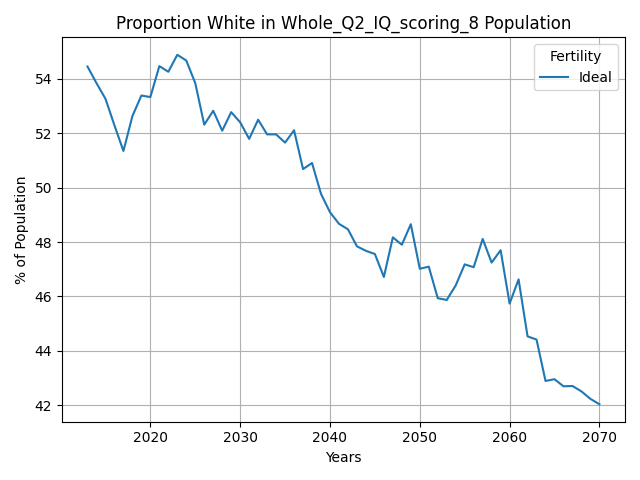 Proportion White in Whole_Q2_IQ_scoring_8 Population
Fertility
Ideal
54
52
50
48
46
44
42
% of Population
2020 2030 2040 2050 2060 2070
Years